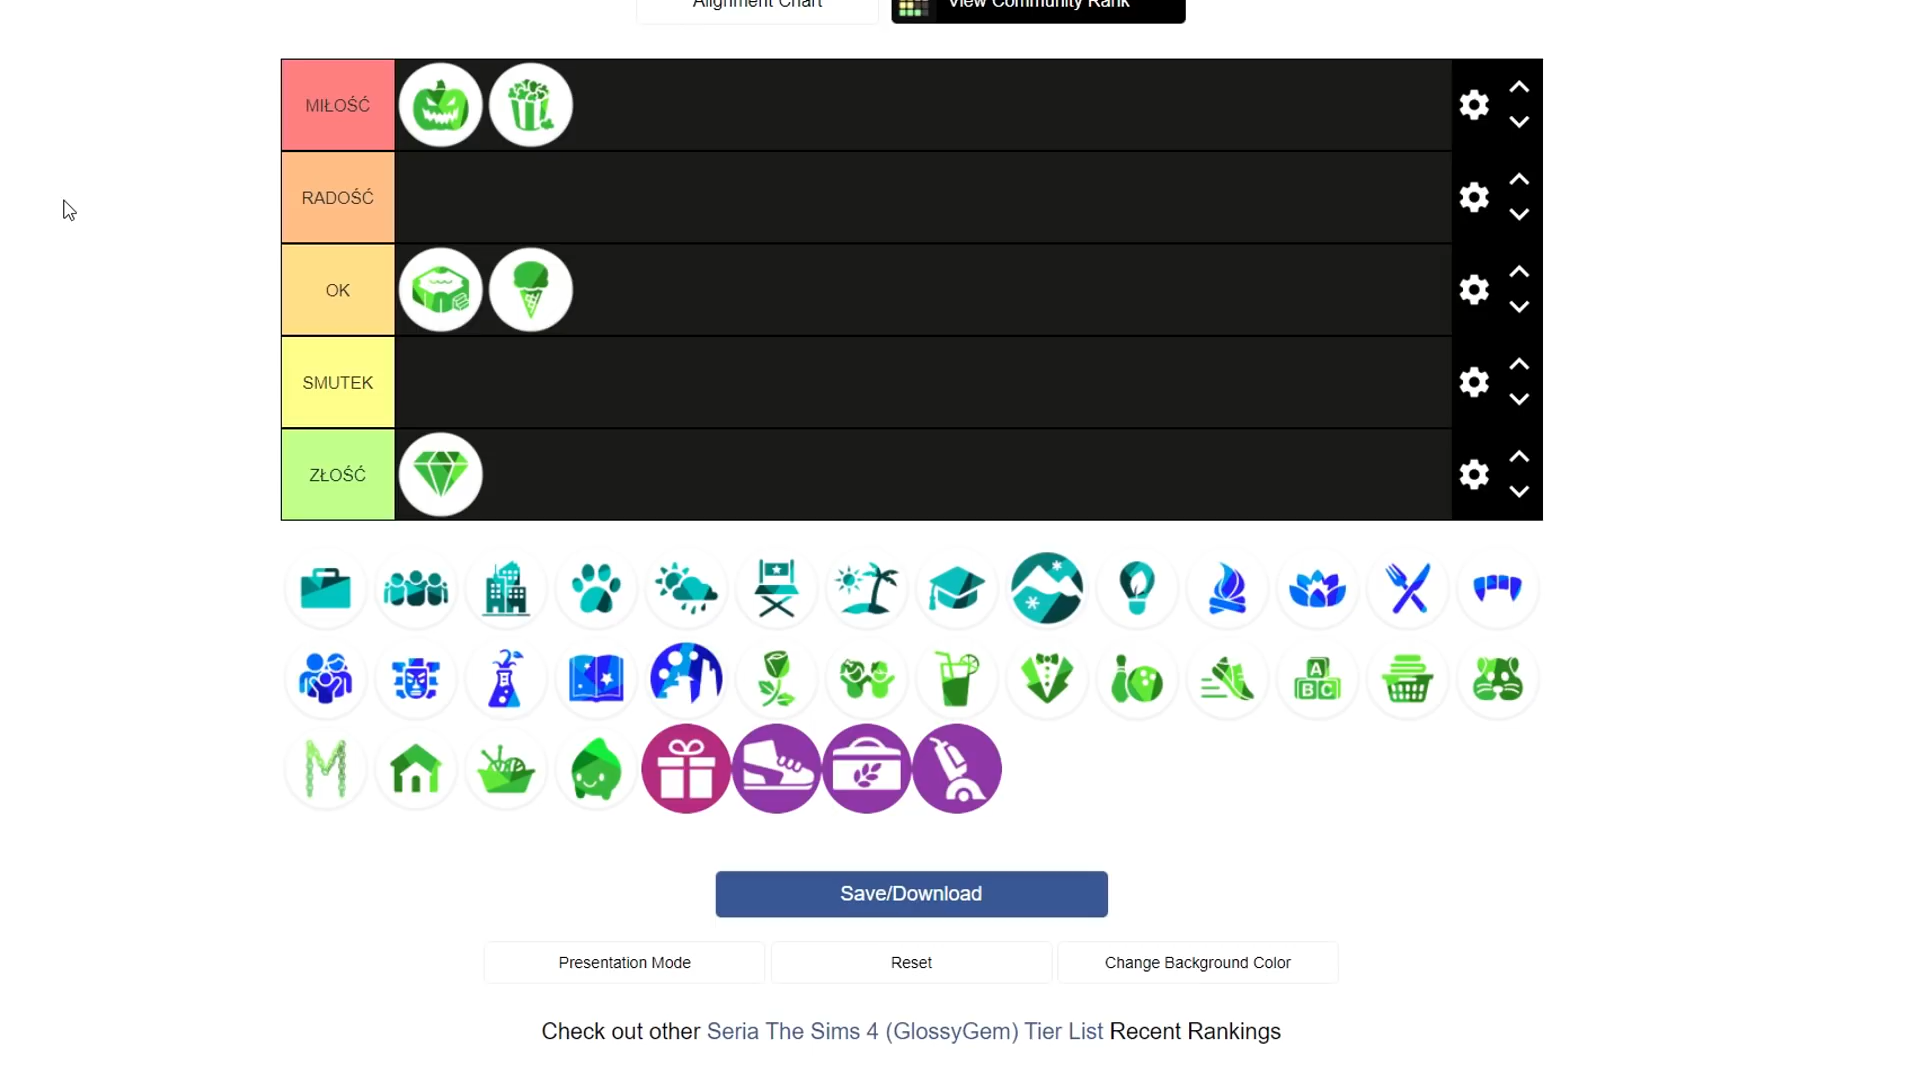 Alignment Chart
View Community Rank
MIŁOŚĆ
RADOŚĆ
OK
SMUTEK
ZŁOŚĆ
A
B C
M
Save/Download
Presentation Mode
Reset
Change Background Color
Check out other Seria The Sims 4 (GlossyGem) Tier List Recent Rankings